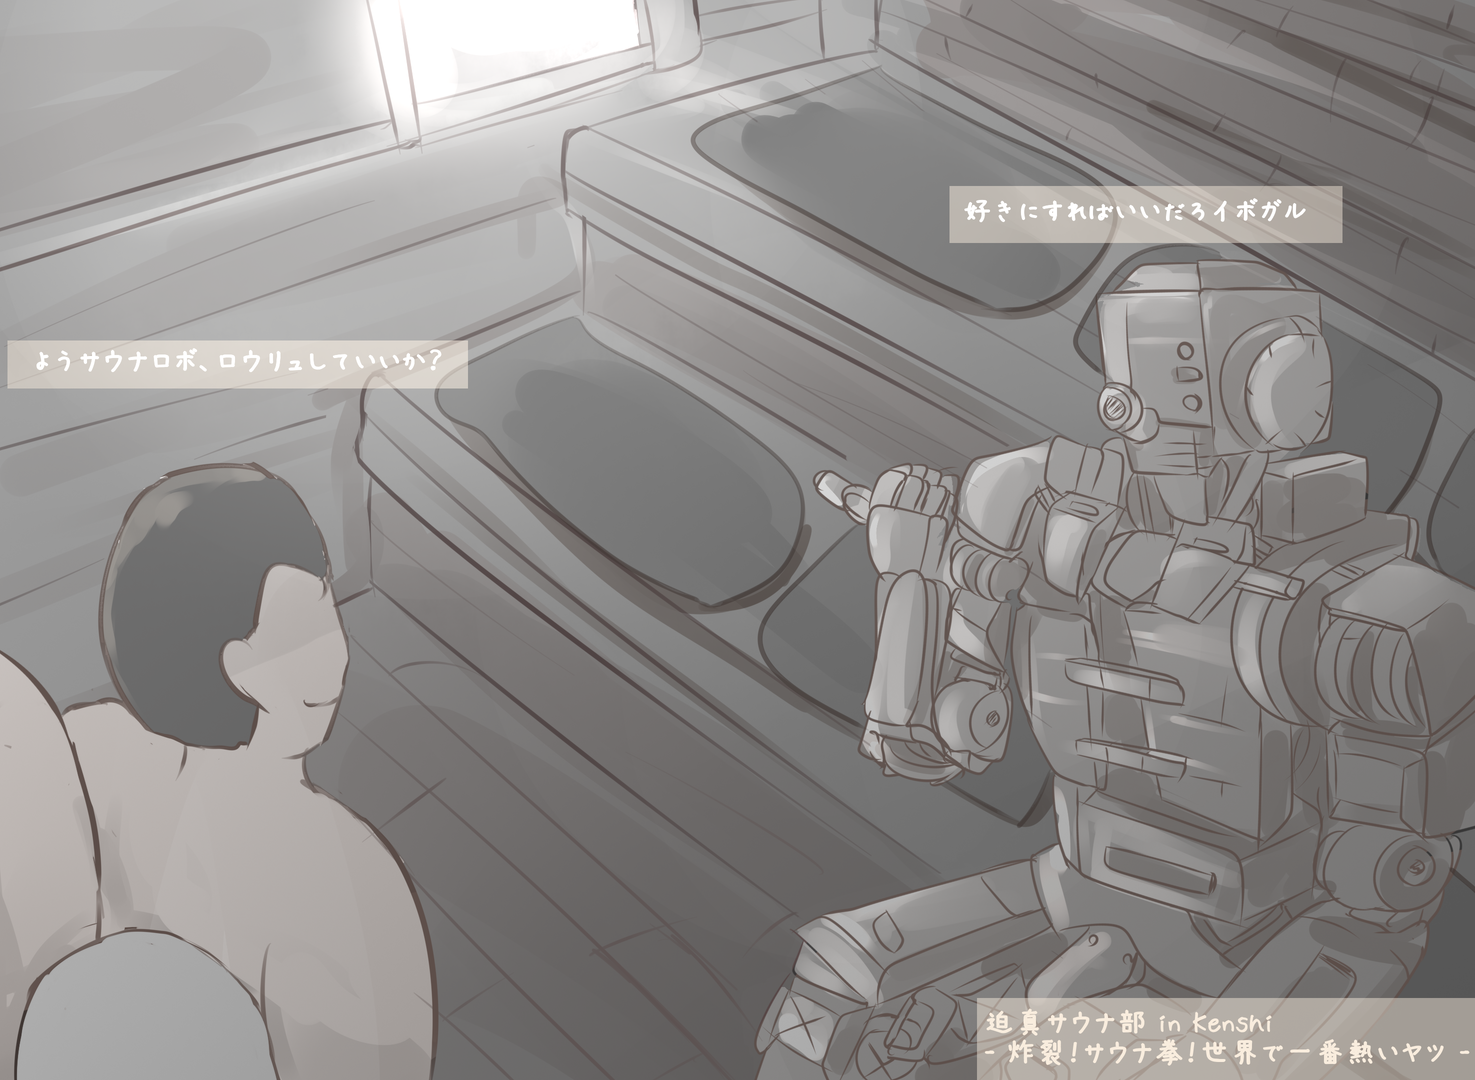 好きにすればいいだろイボガル
ようサウナロボ、ロウリュしていいか?
迫真サウナ部 in Kenshi
- 炸裂!サウナ拳!世界で一番熱いヤツ -